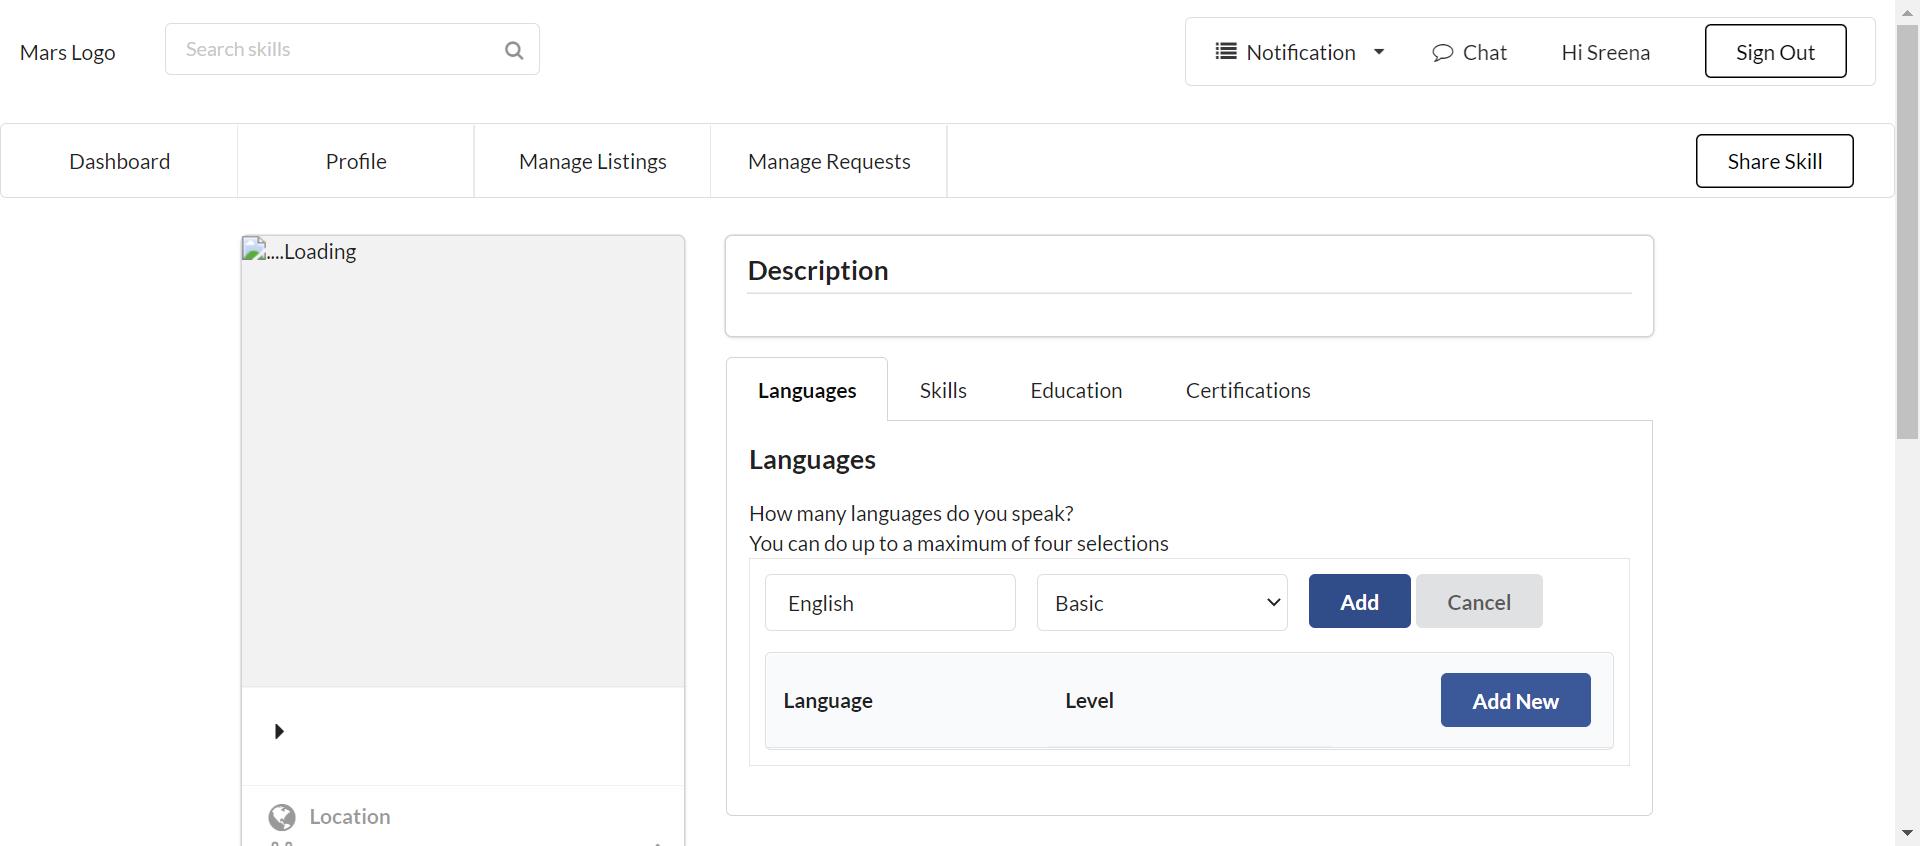 Mars Logo
Search skills
Notification
Chat
Hi Sreena
Sign Out
Dashboard
Profile
Manage Listings
Manage Requests
Share Skill
....Loading
Description
Languages
Skills
Education
Certifications
Languages
How many languages do you speak?
You can do up to a maximum of four selections
English
Basic
Add
Cancel
Language
Level
Add New
Location